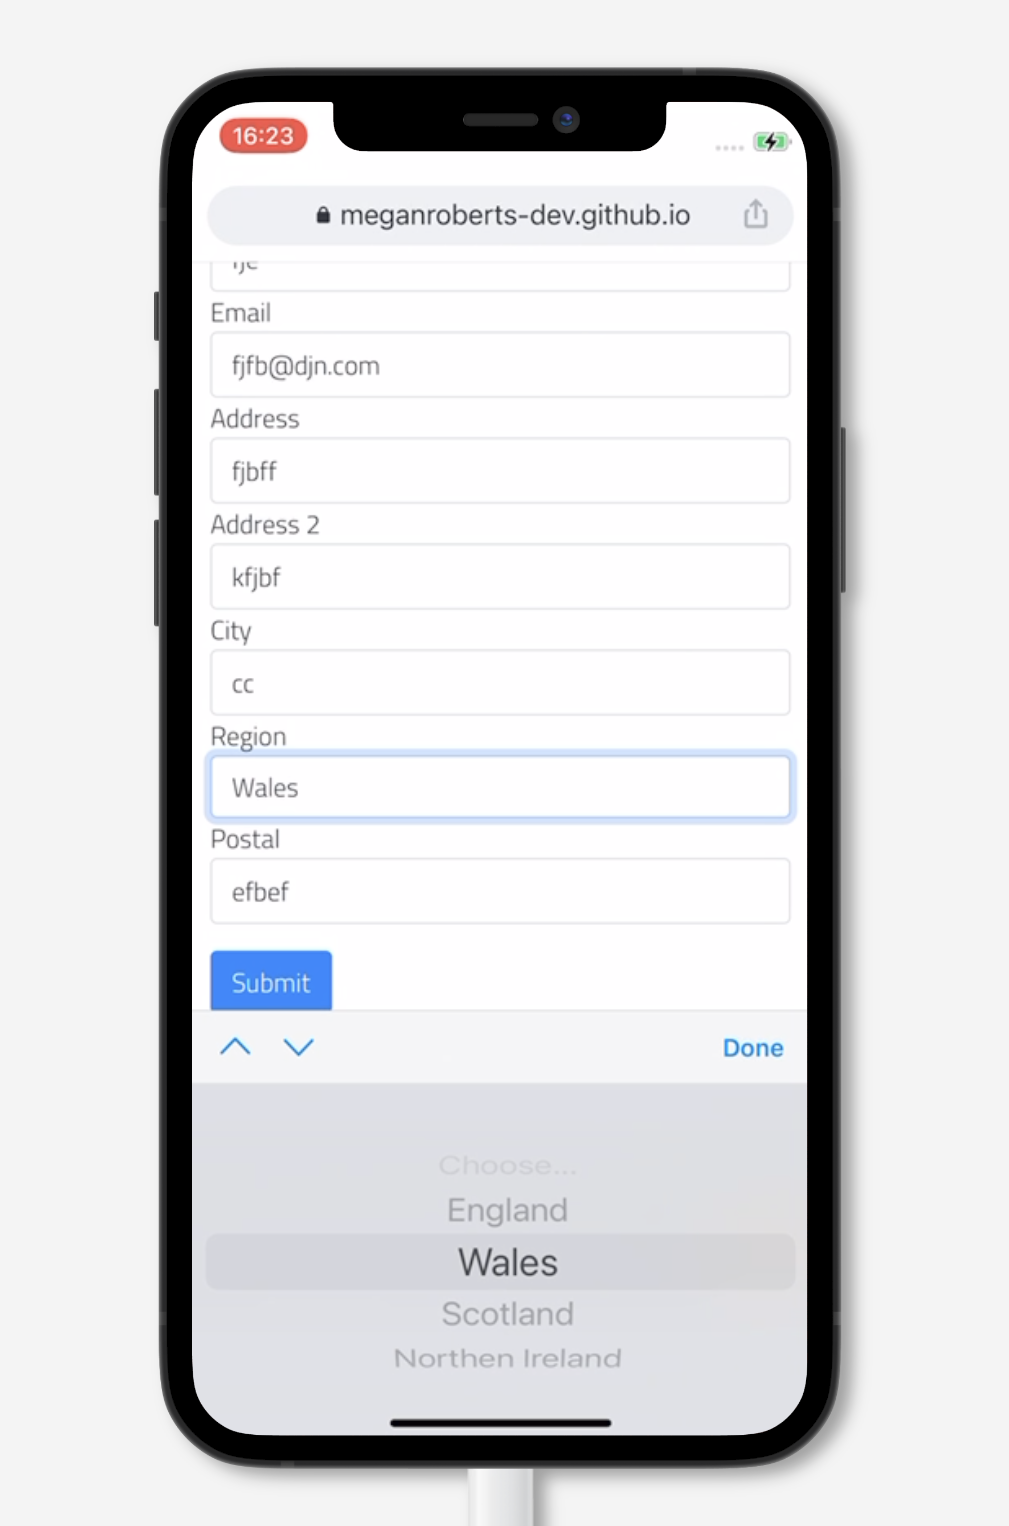 16:23
meganroberts-dev.github.io
Email
fjfb@djn.com
Address
fjbff
Address 2
kfjbf
City
cc
Region
Wales
Postal
efbef
Submit
Done
Choose...
England
Wales
Scotland
Northen Ireland